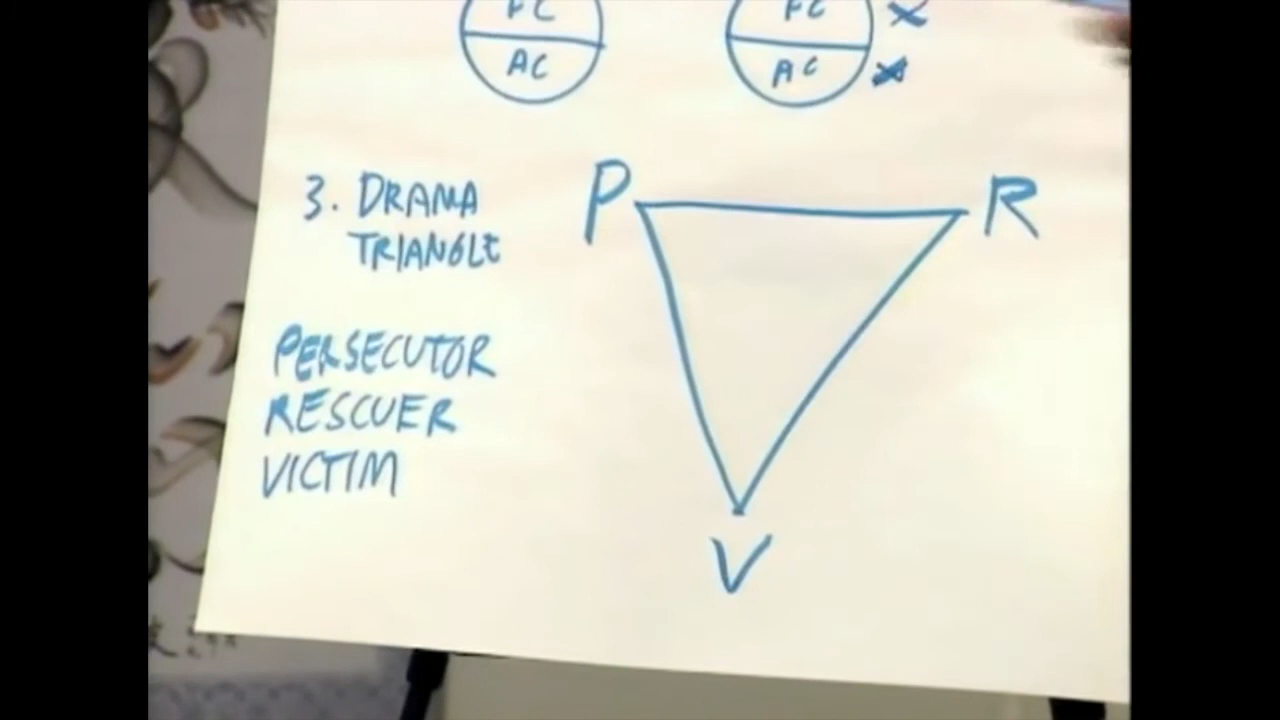 FC FC
AC AC
3. DRAMA
TRIANGLE
P R
PERSECUTOR
RESCUER
VICTIM
V